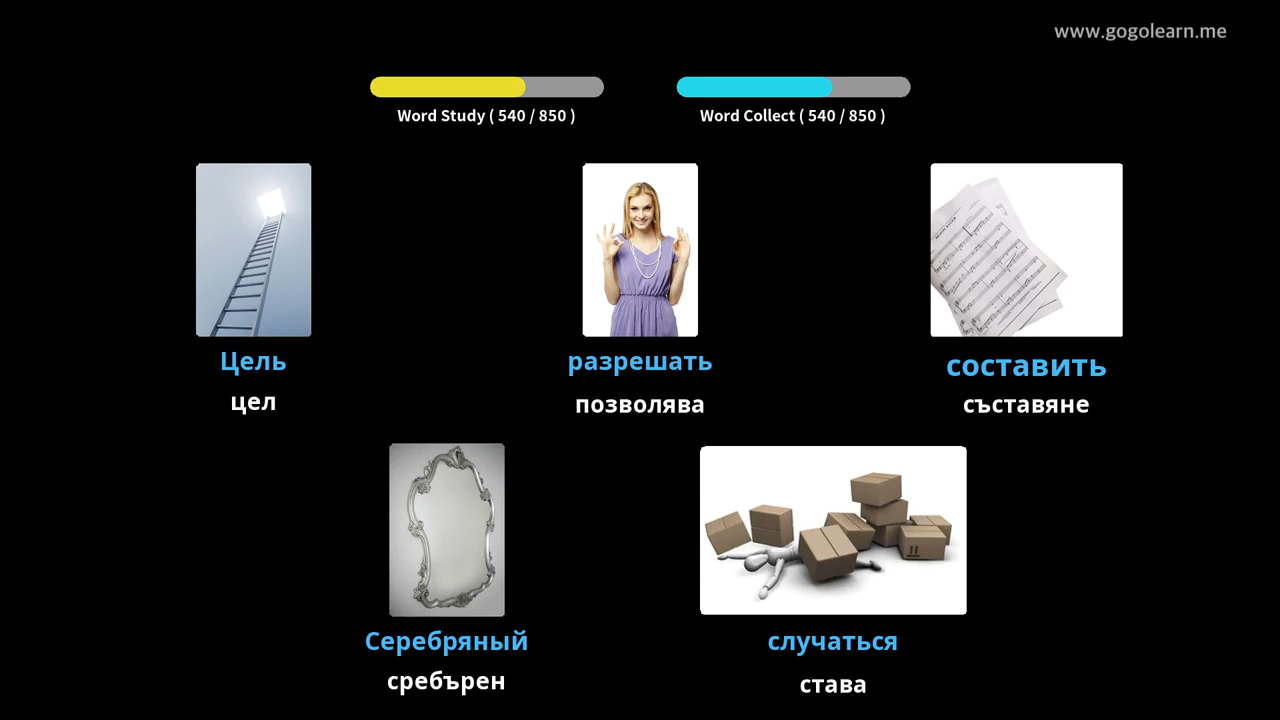 www.gogolearn.me
Word Study ( 540 / 850 )
Word Collect ( 540 / 850 )
Цель
разрешать
составить
цел
позволява
съставяне
Серебряный
случаться
сребърен
става